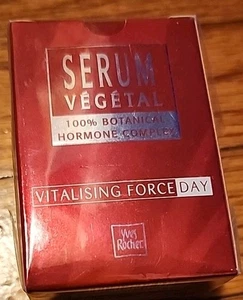 SERUM
VÉGÉTAL
100% BOTANICAL
HORMONE COMPLEX
VITALISING FORCE DAY
Yves
Rocher